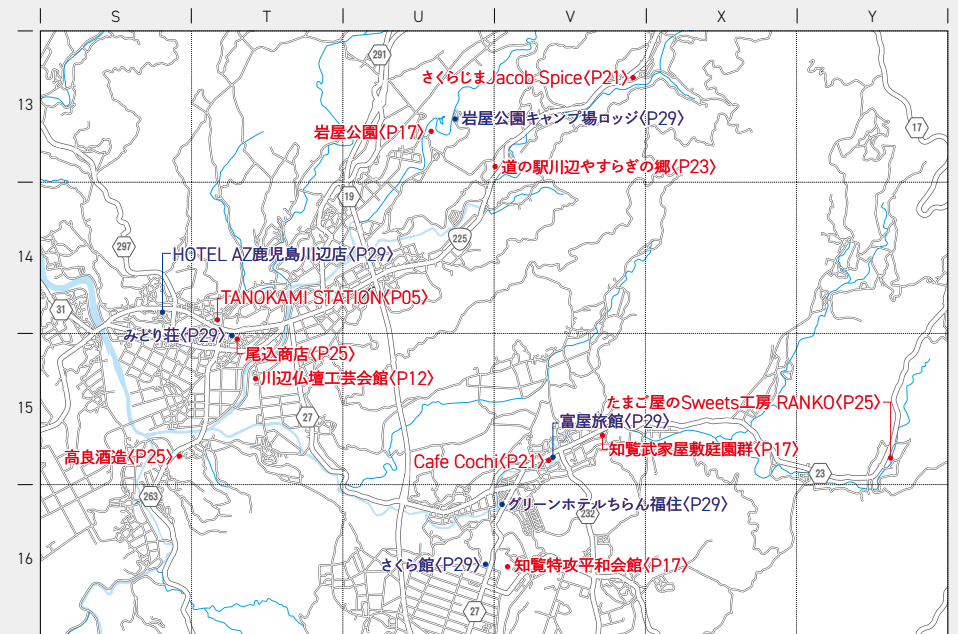 S T U V X Y
13
14
15
16
291
さくらじまJacob Spice〈P21〉
岩屋公園キャンプ場ロッジ〈P29〉
17
岩屋公園〈P17〉
道の駅川辺やすらぎの郷〈P23〉
19
225
297
HOTEL AZ鹿児島川辺店〈P29〉
TANOKAMI STATION〈P05〉
31
みどり荘〈P29〉
尾込商店〈P25〉
川辺仏壇工芸会館〈P12〉
たまご屋のSweets工房 RANKO〈P25〉
27
富屋旅館〈P29〉
知覧武家屋敷庭園群〈P17〉
高良酒造〈P25〉
Cafe Cochi〈P21〉
23
263
グリーンホテルちらん福住〈P29〉
232
さくら館〈P29〉
知覧特攻平和会館〈P17〉
27